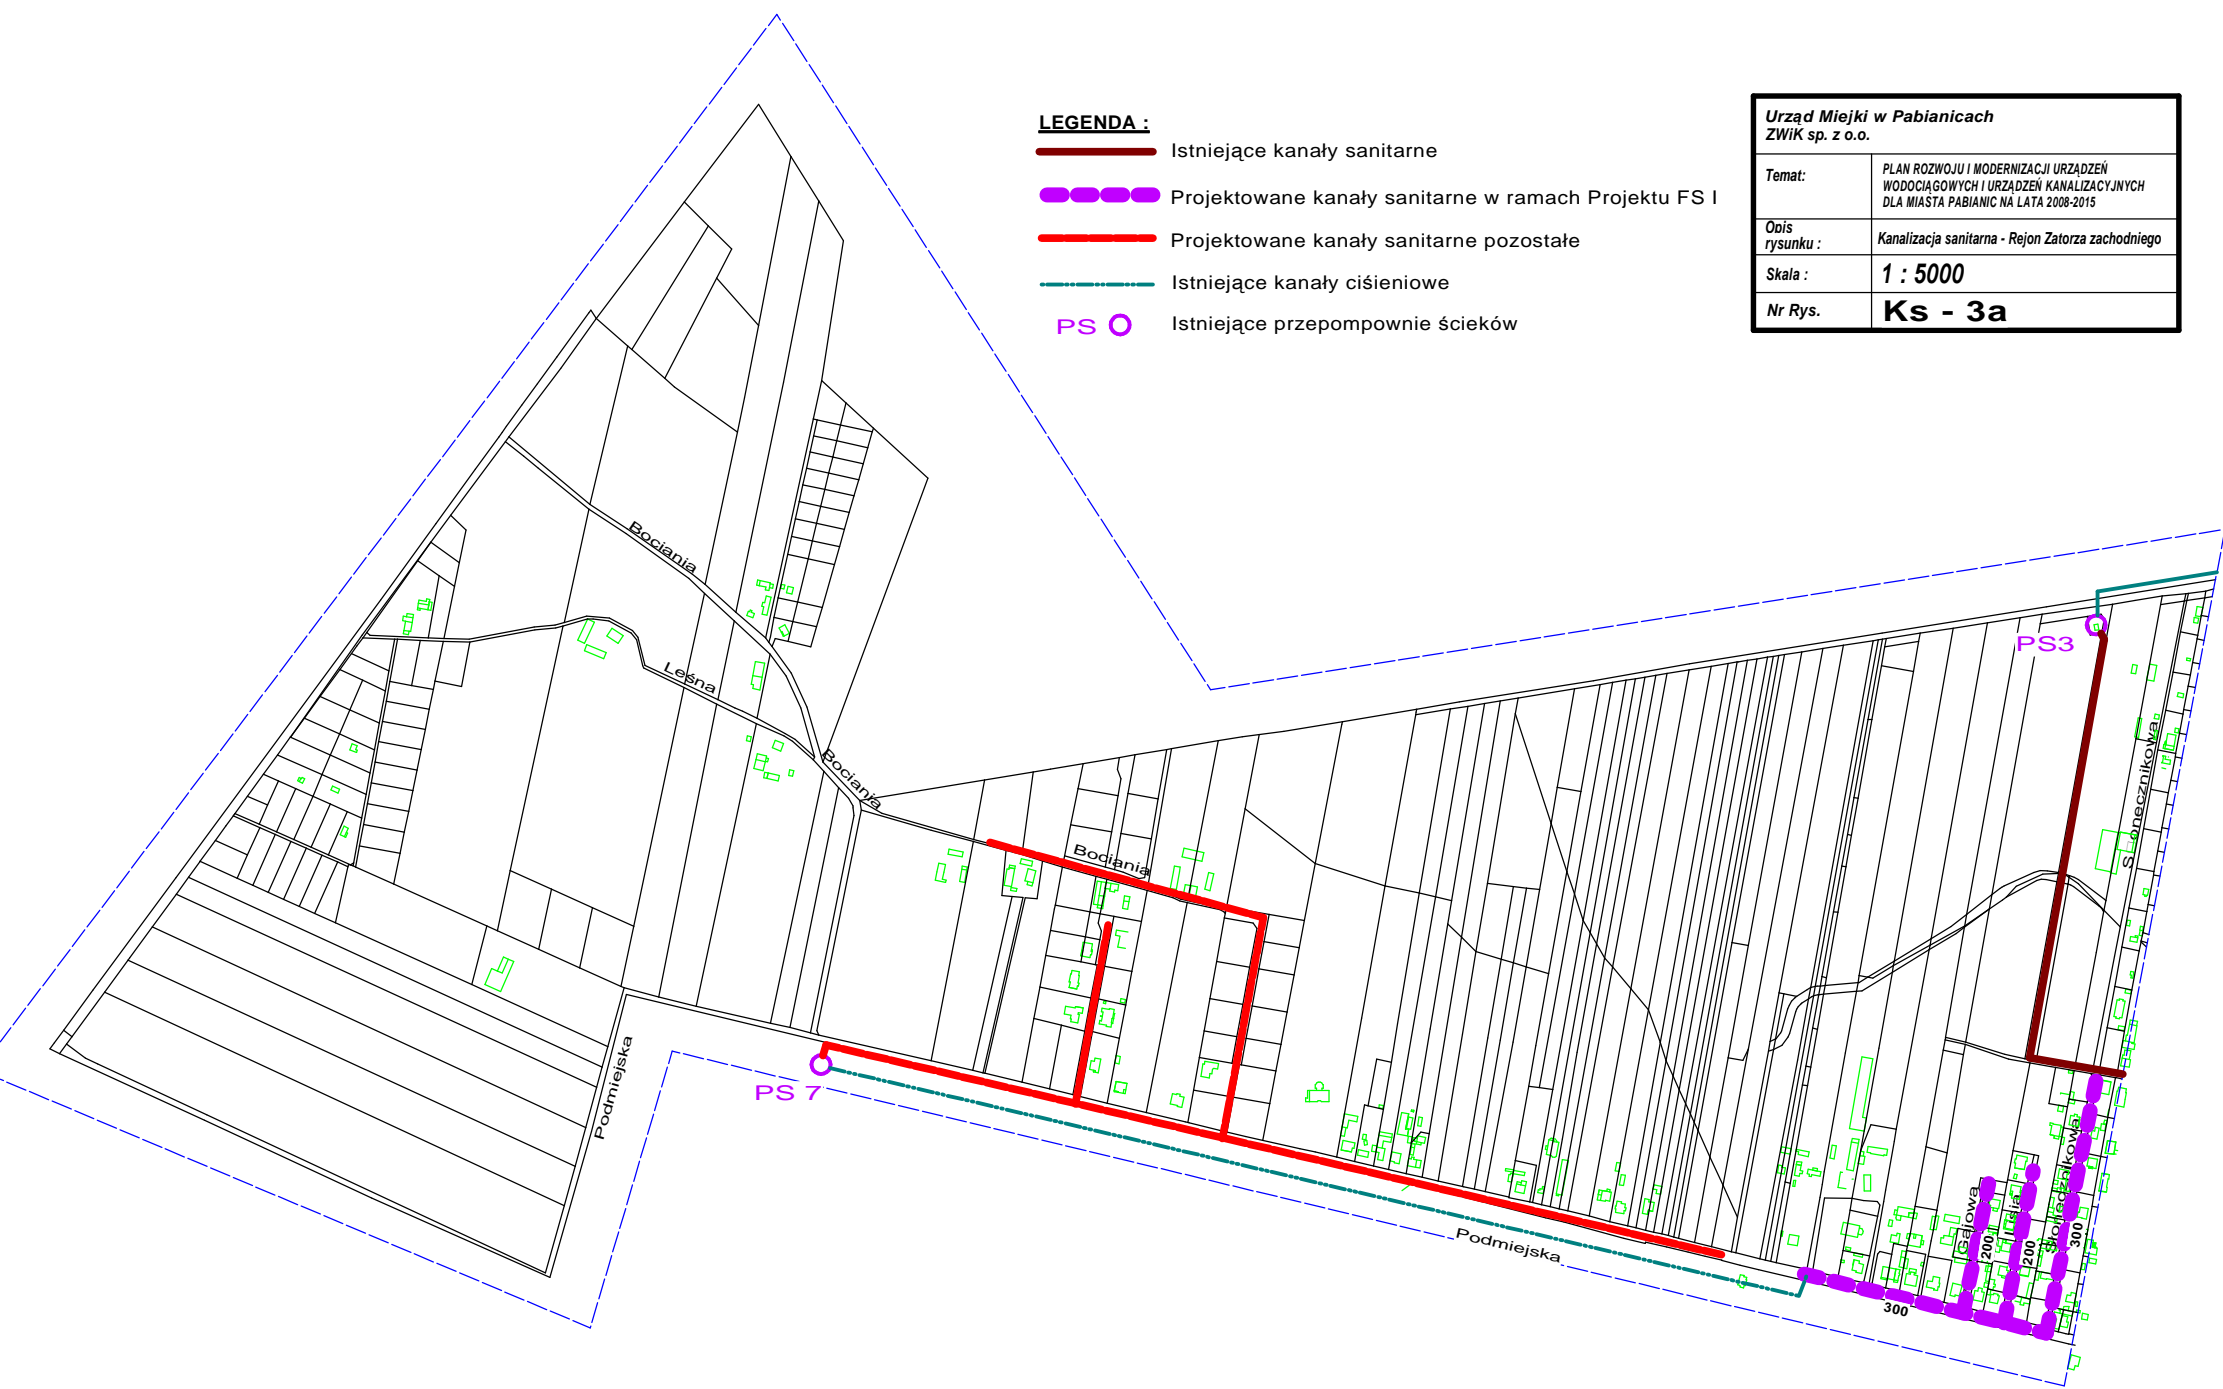 LEGENDA :
Istniejące kanały sanitarne
Projektowane kanały sanitarne w ramach Projektu FS I
Projektowane kanały sanitarne pozostałe
Istniejące kanały ciśieniowe
PS
Istniejące przepompownie ścieków
Urząd Miejki w Pabianicach
ZWiK sp. z o.o.
Temat:
PLAN ROZWOJU I MODERNIZACJI URZĄDZEŃ
WODOCIĄGOWYCH I URZĄDZEŃ KANALIZACYJNYCH
DLA MIASTA PABIANIC NA LATA 2008-2015
Opis
rysunku :
Kanalizacja sanitarna - Rejon Zatorza zachodniego
Skala :
1 : 5000
Nr Rys.
Ks - 3a
Bociania
Leśna
Bociania
Bociania
PS3
S onecznikowa
Podmiejska
PS 7
Podmiejska
Gajowa
200
Lisia
200
Słonecznikowa
300
300